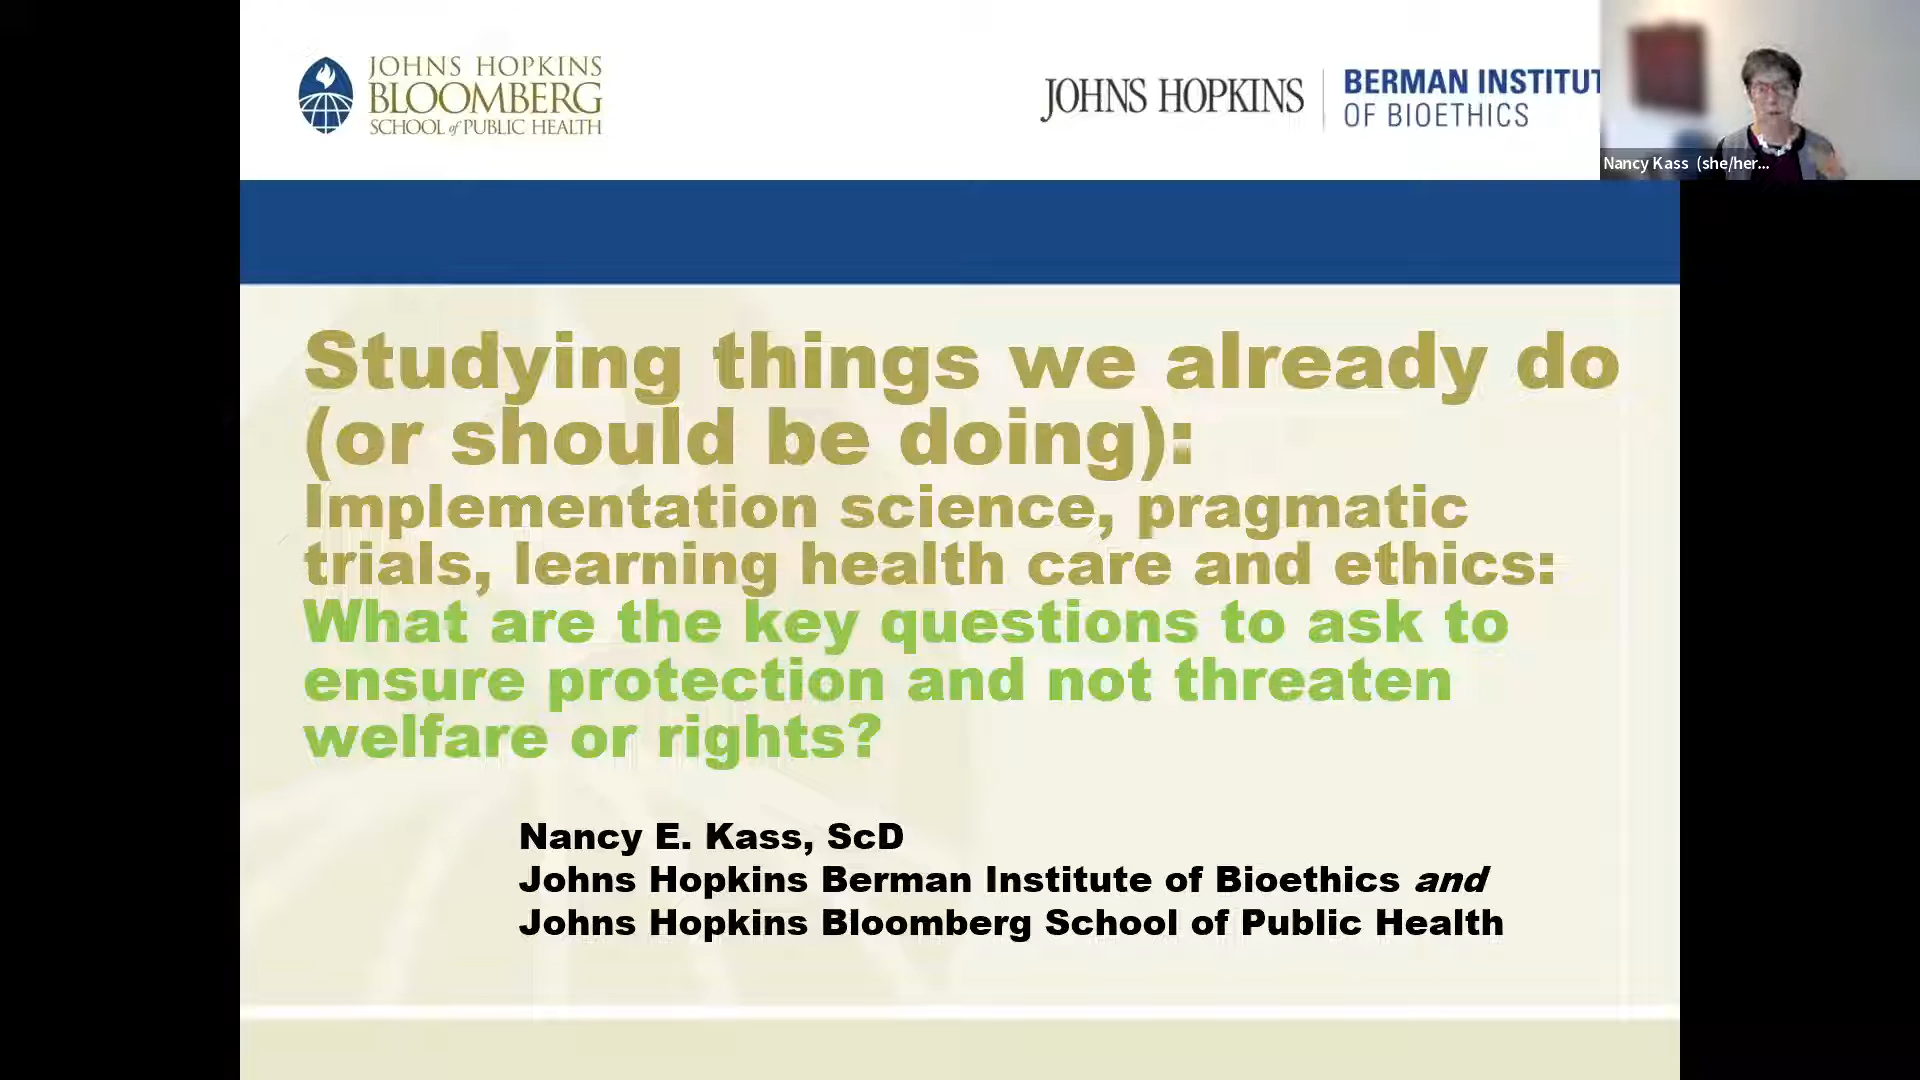 JOHNS HOPKINS
BLOOMBERG
SCHOOL of PUBLIC HEALTH
JOHNS HOPKINS
BERMAN INSTITUT
OF BIOETHICS
Nancy Kass (she/her...
Studying things we already do
(or should be doing):
Implementation science, pragmatic
trials, learning health care and ethics:
What are the key questions to ask to
ensure protection and not threaten
welfare or rights?
Nancy E. Kass, ScD
Johns Hopkins Berman Institute of Bioethics and
Johns Hopkins Bloomberg School of Public Health